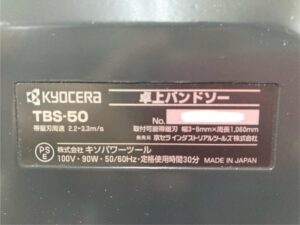 KYOCERA 卓上バンドソー
TBS-50 No.
帯鋸刃周速 2.2-3.3m/s 取付可能帯鋸刃 幅3-6mm×周長1,060mm
発売元 京セラインダストリアルツールズ株式会社
PSE 株式会社 キソパワーツール
100V・90W・50/60Hz・定格使用時間30分 MADE IN JAPAN